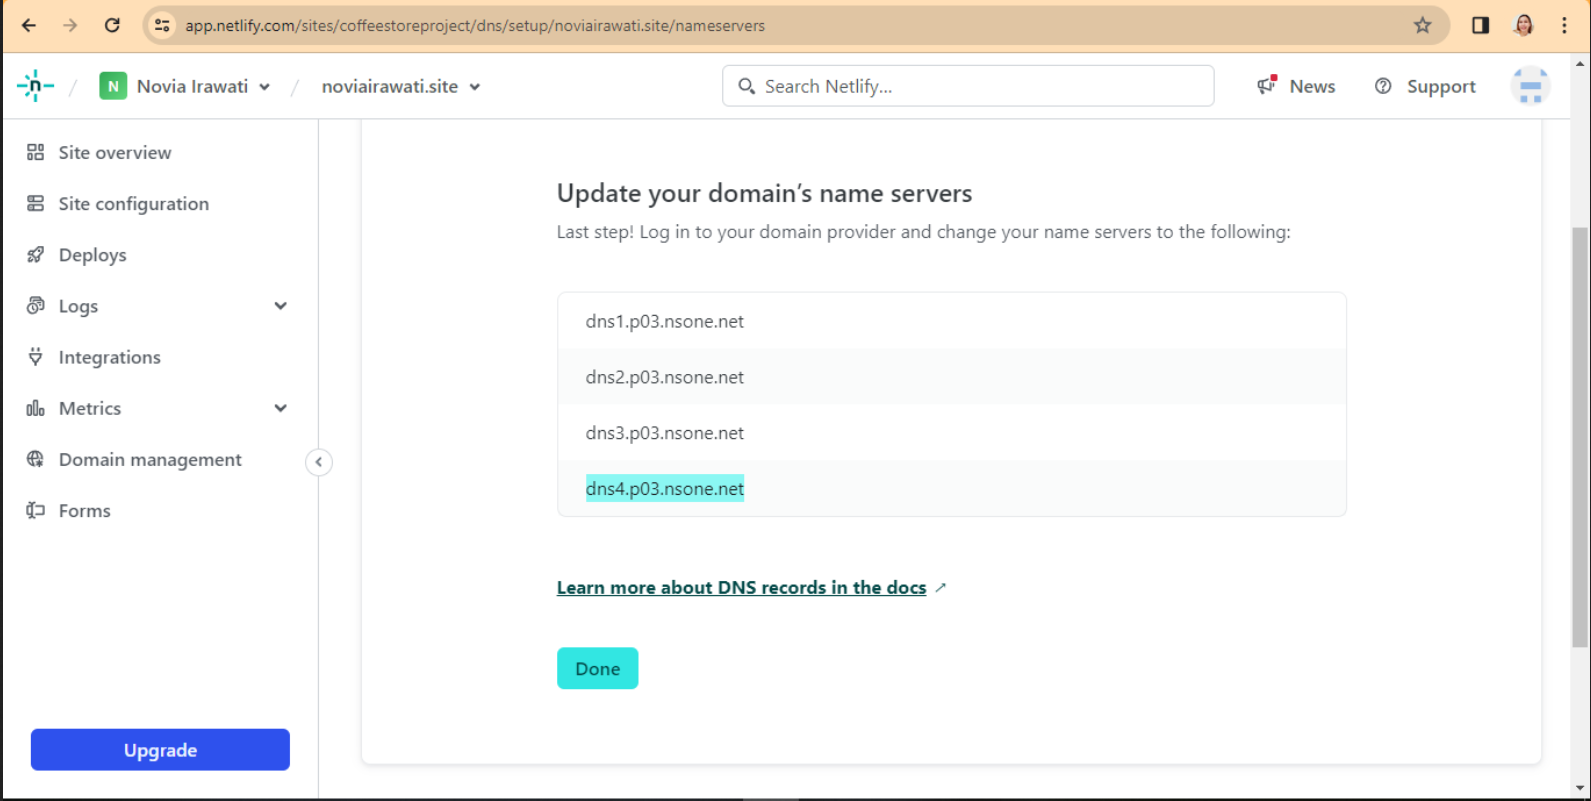 app.netlify.com/sites/coffeestoreproject/dns/setup/noviairawati.site/nameservers
n / N Novia Irawati / noviairawati.site
Search Netlify...
News
Support
Site overview
Site configuration
Deploys
Logs
Integrations
Metrics
Domain management
Forms
Upgrade
Update your domain’s name servers
Last step! Log in to your domain provider and change your name servers to the following:
dns1.p03.nsone.net
dns2.p03.nsone.net
dns3.p03.nsone.net
dns4.p03.nsone.net
Learn more about DNS records in the docs
Done